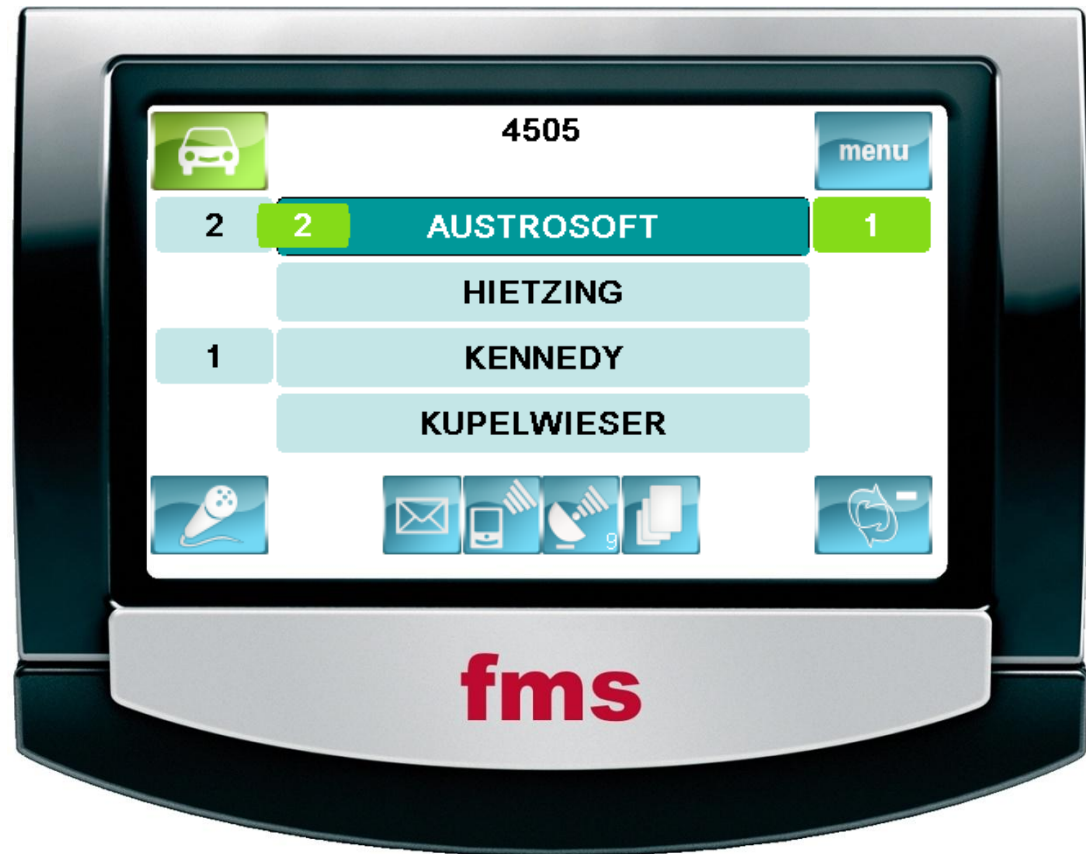 4505
menu
2 2 AUSTROSOFT 1
HIETZING
1 KENNEDY
KUPELWIESER
9
fms